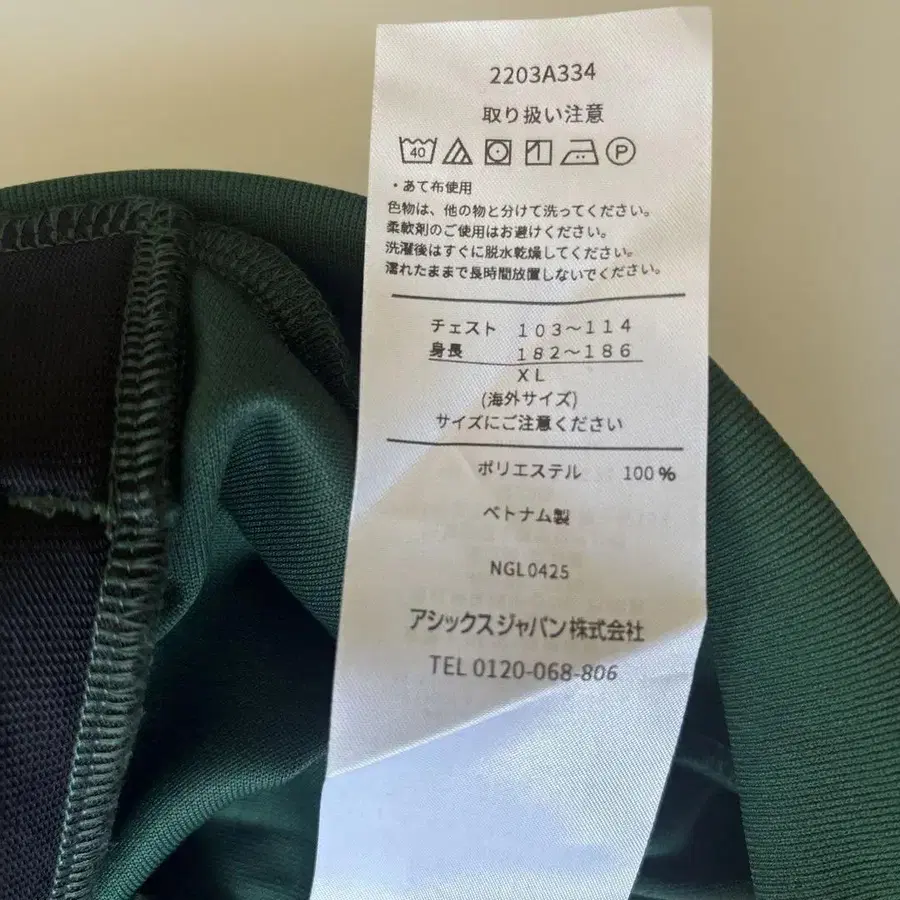 2203A334
取り扱い注意
40 P
・あて布使用
色物は、他の物と分けて洗ってください。
柔軟剤のご使用はお避けください。
洗濯後はすぐに脱水乾燥してください。
濡れたままで長時間放置しないでください。
チェスト 103～114
身長 182～186
XL
(海外サイズ)
サイズにご注意ください
ポリエステル 100%
ベトナム製
NGL0425
アシックスジャパン株式会社
TEL 0120-068-806